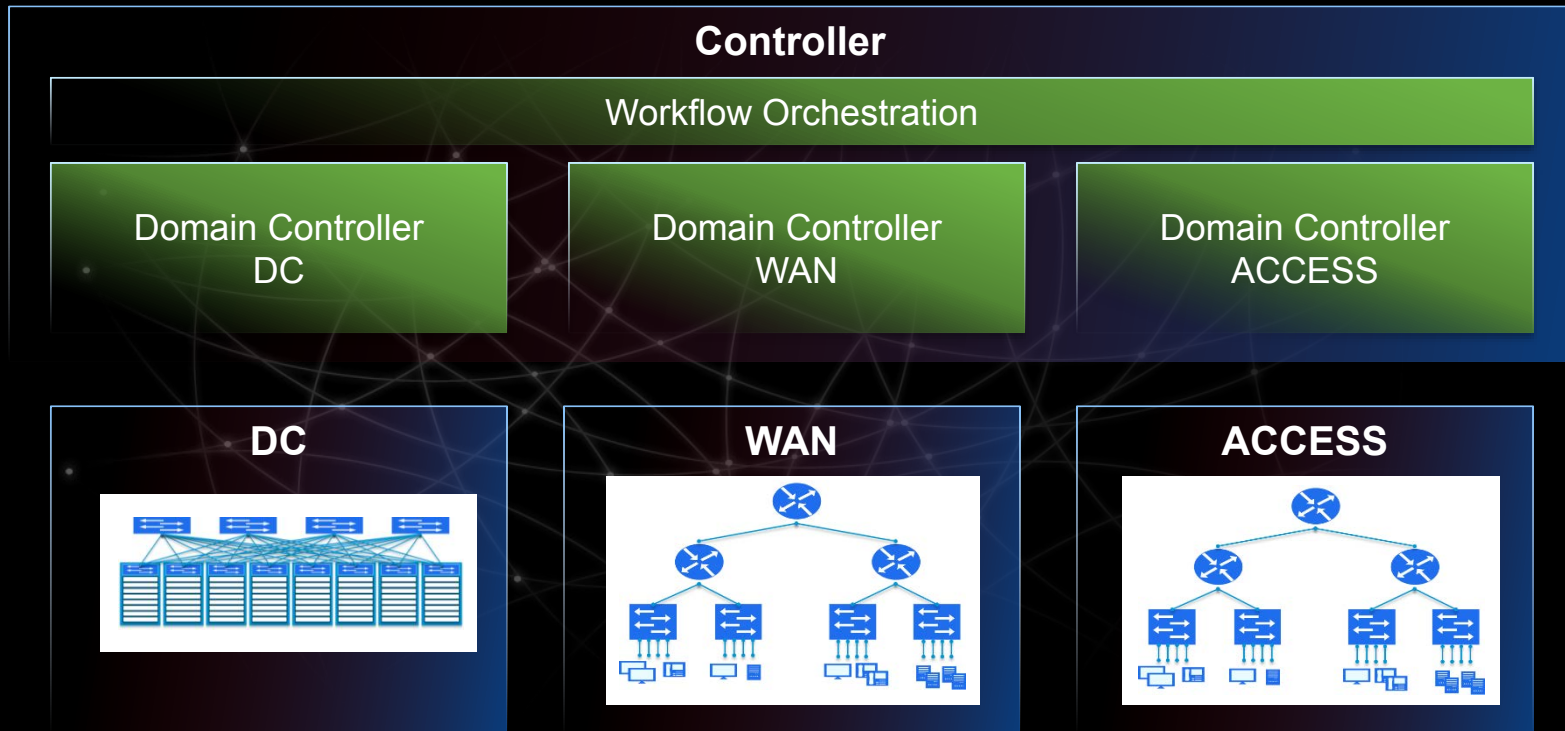 Controller
Workflow Orchestration
Domain Controller
DC
Domain Controller
WAN
Domain Controller
ACCESS
DC
WAN
ACCESS